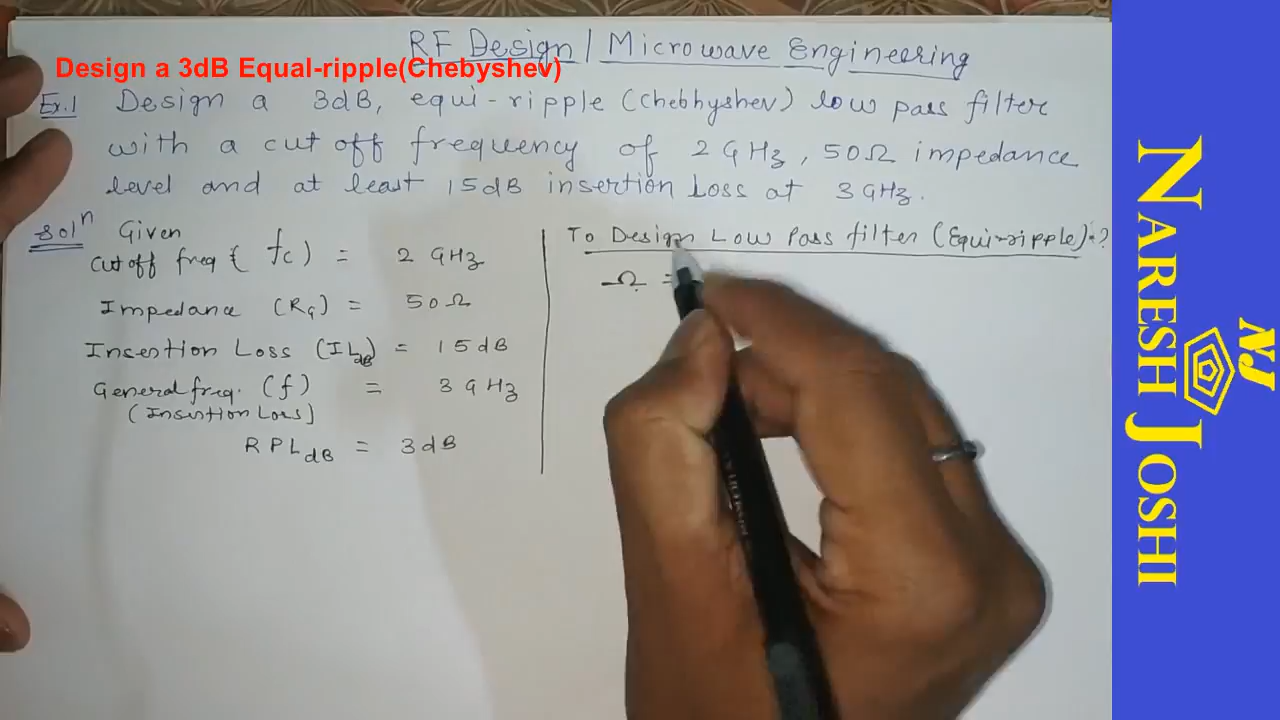 RF Design / Microwave Engineering
Design a 3dB Equal-ripple(Chebyshev)
Ex.1 Design a 3dB, equi-ripple (Chebhyshev) low pass filter
with a cut off frequency of 2 GHz, 50Ω impedance
level and at least 15dB insertion Loss at 3 GHz.
Solⁿ Given
Cut off freq { fc ) = 2 GHz
Impedance (RG) = 50Ω
Insertion Loss (ILdB) = 15dB
General freq. (f) = 3 GHz
(Insertion Loss)
RPLdB = 3dB
To Design Low Pass filter (Equi-ripple) ?
Ω =
NARESH JOSHI
NJ